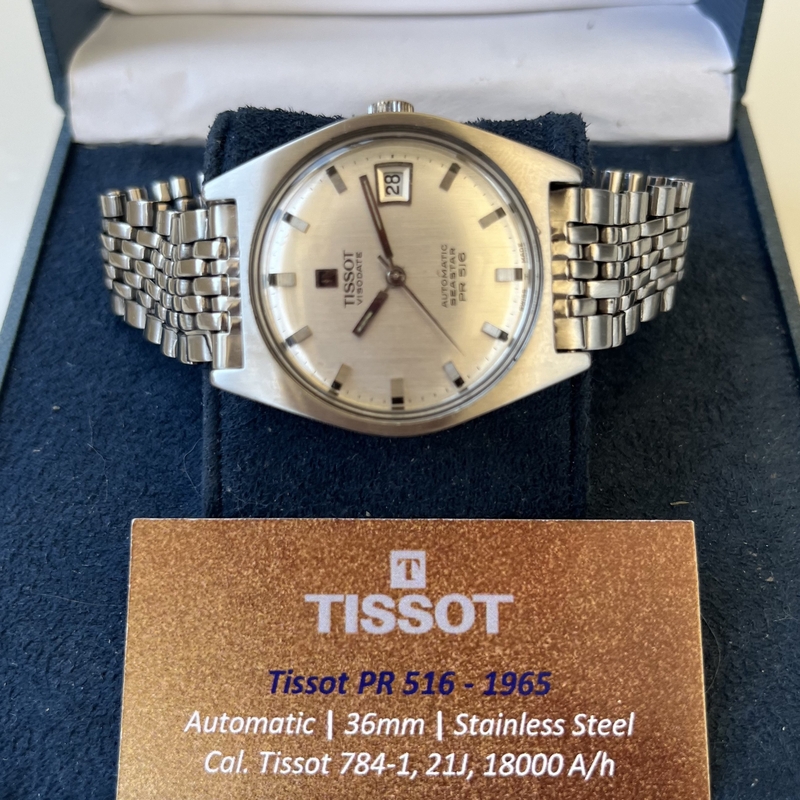 28
TISSOT
VISODATE
AUTOMATIC
SEASTAR
PR 516
T
TISSOT
Tissot PR 516 - 1965
Automatic | 36mm | Stainless Steel
Cal. Tissot 784-1, 21J, 18000 A/h